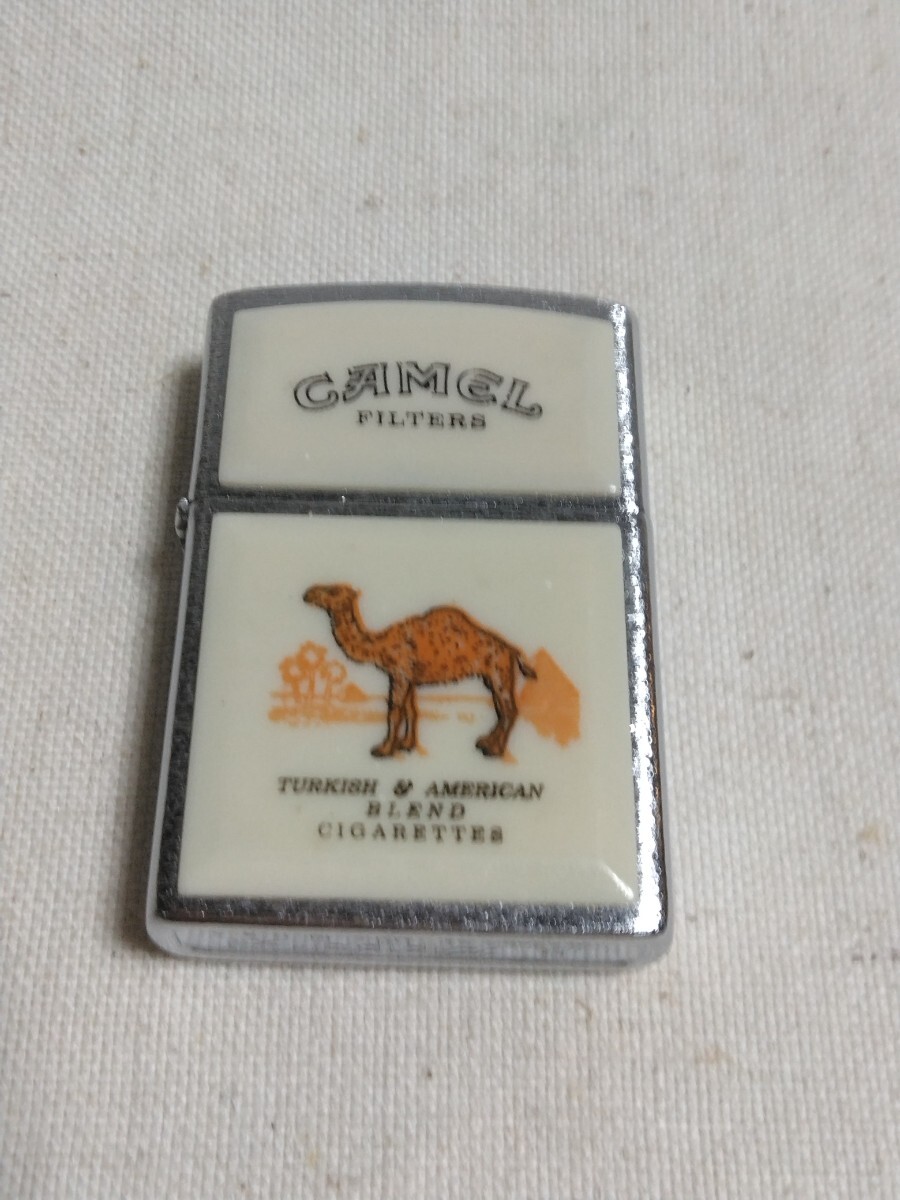 CAMEL
FILTERS
TURKISH & AMERICAN
BLEND
CIGARETTES